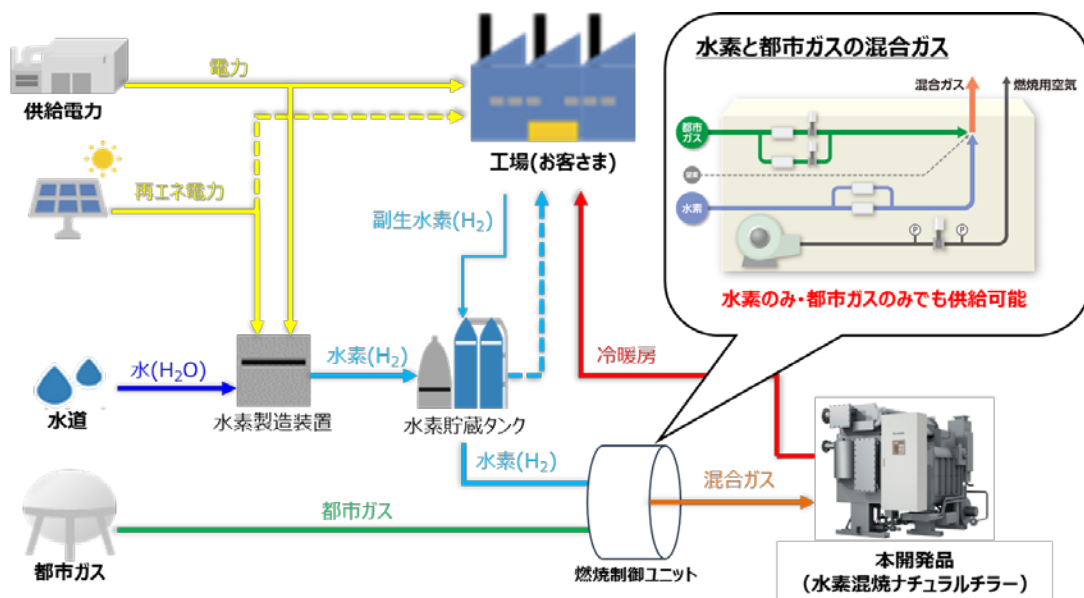 電力
供給電力
再エネ電力
工場(お客さま)
副生水素(H₂)
水(H₂O)
水道
水素製造装置
水素(H₂)
水素貯蔵タンク
水素(H₂)
冷暖房
都市ガス
都市ガス
燃焼制御ユニット
混合ガス
本開発品
(水素混焼ナチュラルチラー)
水素と都市ガスの混合ガス
混合ガス
燃焼用空気
都市
ガス
窒素
水素
P
P
水素のみ・都市ガスのみでも供給可能